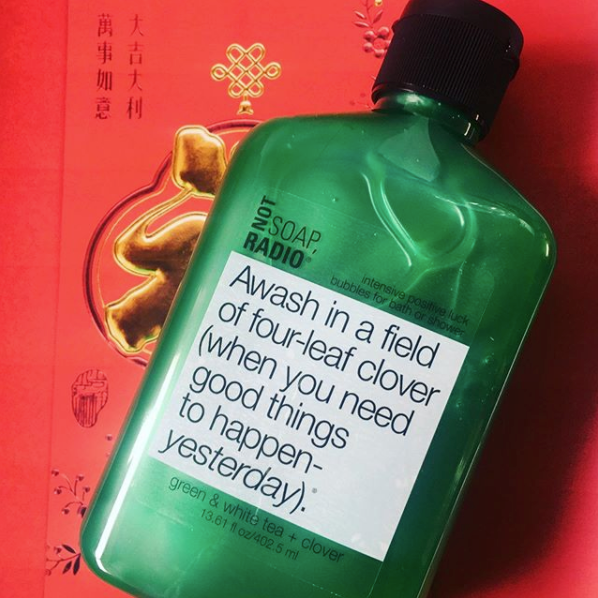 大吉大利
萬事如意
NOT
SOAP,
RADIO®
intensive positive luck
bubbles for bath or shower
Awash in a field
of four-leaf clover
(when you need
good things
to happen-
yesterday).®
green & white tea + clover
13.61 fl oz/402.5 ml